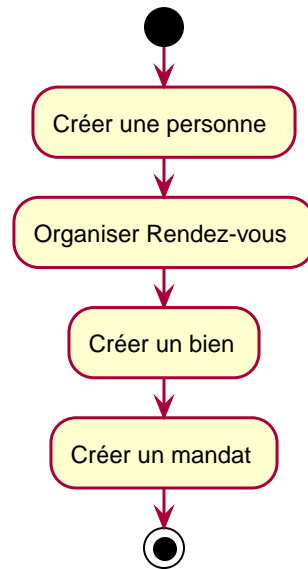 Créer une personne
Organiser Rendez-vous
Créer un bien
Créer un mandat